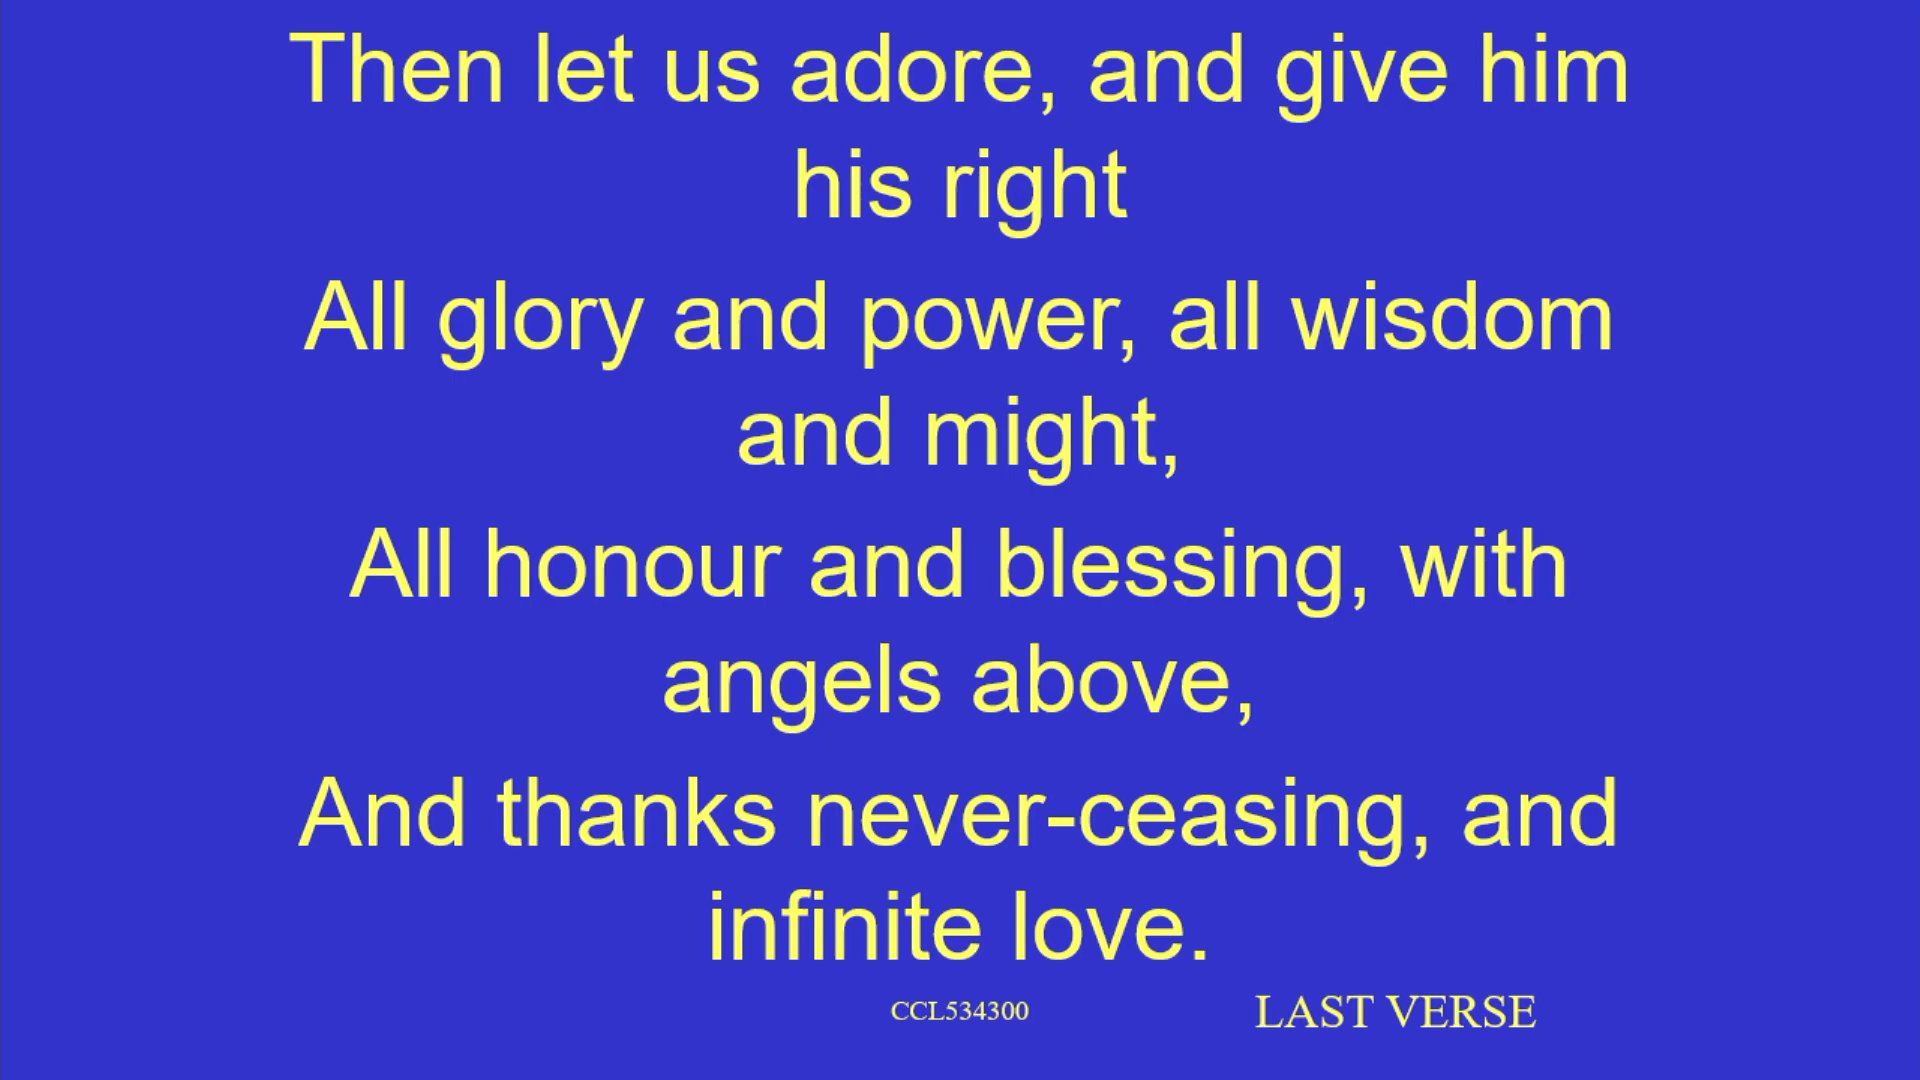 Then let us adore, and give him
his right
All glory and power, all wisdom
and might,
All honour and blessing, with
angels above,
And thanks never-ceasing, and
infinite love.
CCL534300
LAST VERSE